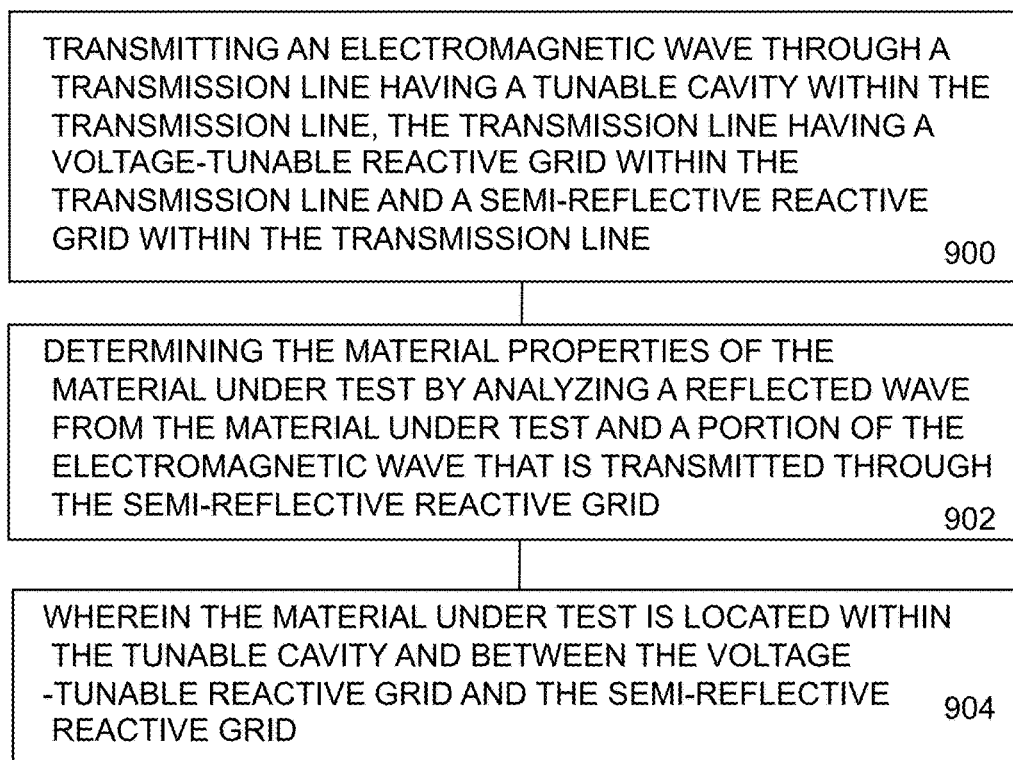 TRANSMITTING AN ELECTROMAGNETIC WAVE THROUGH A
TRANSMISSION LINE HAVING A TUNABLE CAVITY WITHIN THE
TRANSMISSION LINE, THE TRANSMISSION LINE HAVING A
VOLTAGE-TUNABLE REACTIVE GRID WITHIN THE
TRANSMISSION LINE AND A SEMI-REFLECTIVE REACTIVE
GRID WITHIN THE TRANSMISSION LINE
900
DETERMINING THE MATERIAL PROPERTIES OF THE
MATERIAL UNDER TEST BY ANALYZING A REFLECTED WAVE
FROM THE MATERIAL UNDER TEST AND A PORTION OF THE
ELECTROMAGNETIC WAVE THAT IS TRANSMITTED THROUGH
THE SEMI-REFLECTIVE REACTIVE GRID
902
WHEREIN THE MATERIAL UNDER TEST IS LOCATED WITHIN
THE TUNABLE CAVITY AND BETWEEN THE VOLTAGE
-TUNABLE REACTIVE GRID AND THE SEMI-REFLECTIVE
REACTIVE GRID
904